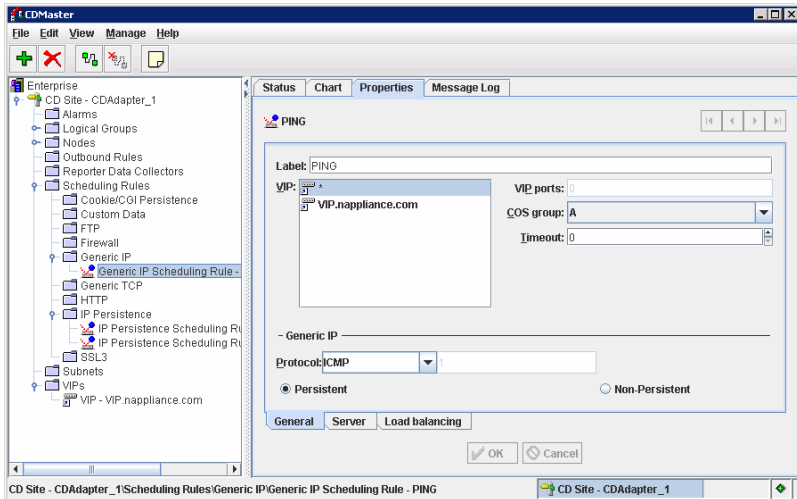 CDMaster
File Edit View Manage Help
Enterprise
CD Site - CDAdapter_1
Alarms
Logical Groups
Nodes
Outbound Rules
Reporter Data Collectors
Scheduling Rules
Cookie/CGI Persistence
Custom Data
FTP
Firewall
Generic IP
Generic IP Scheduling Rule -
Generic TCP
HTTP
IP Persistence
IP Persistence Scheduling Ru
IP Persistence Scheduling Ru
SSL3
Subnets
VIPs
VIP - VIP.nappliance.com
Status Chart Properties Message Log
PING
Label: PING
VIP: *
VIP.nappliance.com
VIP ports: 0
COS group: A
Timeout: 0
Generic IP
Protocol: ICMP 1
Persistent Non-Persistent
General Server Load balancing
OK Cancel
CD Site - CDAdapter_1\Scheduling Rules\Generic IP\Generic IP Scheduling Rule - PING
CD Site - CDAdapter_1